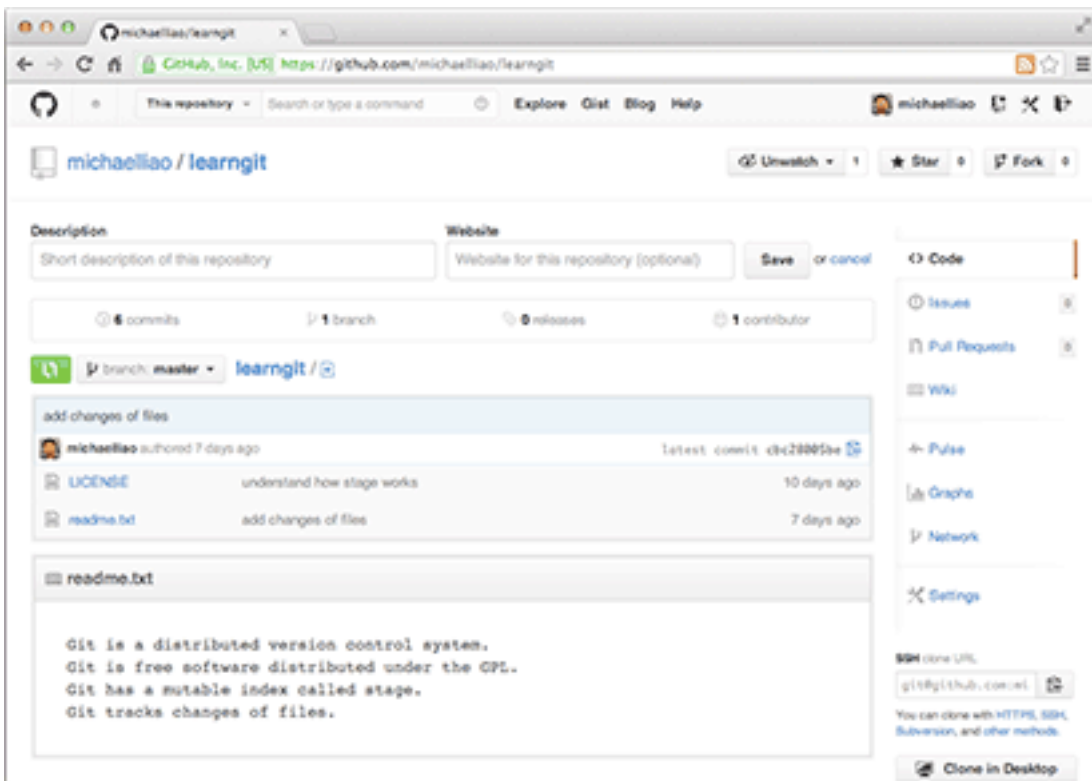 michaelliao/learngit
GitHub, Inc. [US] https://github.com/michaelliao/learngit
This repository Search or type a command Explore Gist Blog Help michaelliao
michaelliao / learngit Unwatch 1 Star 0 Fork 0
Description Website
Short description of this repository Website for this repository (optional) Save or cancel
6 commits 1 branch 0 releases 1 contributor
branch: master learngit /
add changes of files
michaelliao authored 7 days ago latest commit cbc28005be
LICENSE understand how stage works 10 days ago
readme.txt add changes of files 7 days ago
readme.txt
Git is a distributed version control system.
Git is free software distributed under the GPL.
Git has a mutable index called stage.
Git tracks changes of files.
Code
Issues 0
Pull Requests 0
Wiki
Pulse
Graphs
Network
Settings
SSH clone URL
git@github.com:mi
You can clone with HTTPS, SSH,
Subversion, and other methods.
Clone in Desktop